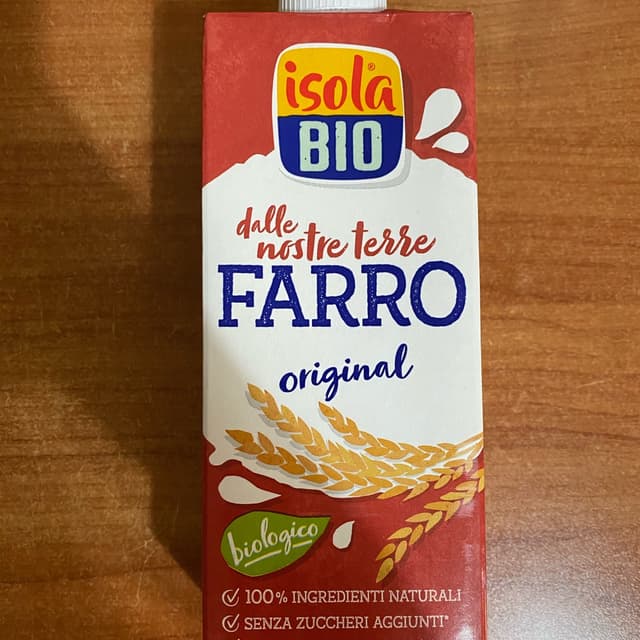 isola®
BIO
dalle
nostre terre
FARRO
original
biologico
100% INGREDIENTI NATURALI
SENZA ZUCCHERI AGGIUNTI*